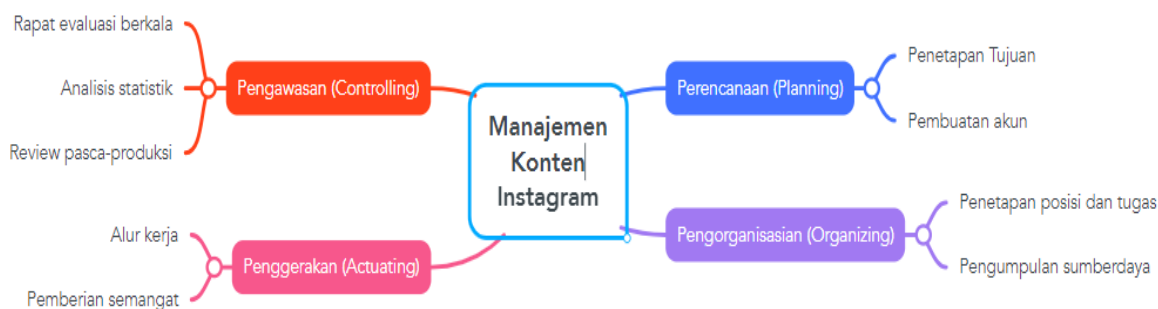 Rapat evaluasi berkala
Analisis statistik
Review pasca-produksi
Pengawasan (Controlling)
Alur kerja
Pemberian semangat
Penggerakan (Actuating)
Manajemen
Konten
Instagram
Perencanaan (Planning)
Penetapan Tujuan
Pembuatan akun
Pengorganisasian (Organizing)
Penetapan posisi dan tugas
Pengumpulan sumberdaya